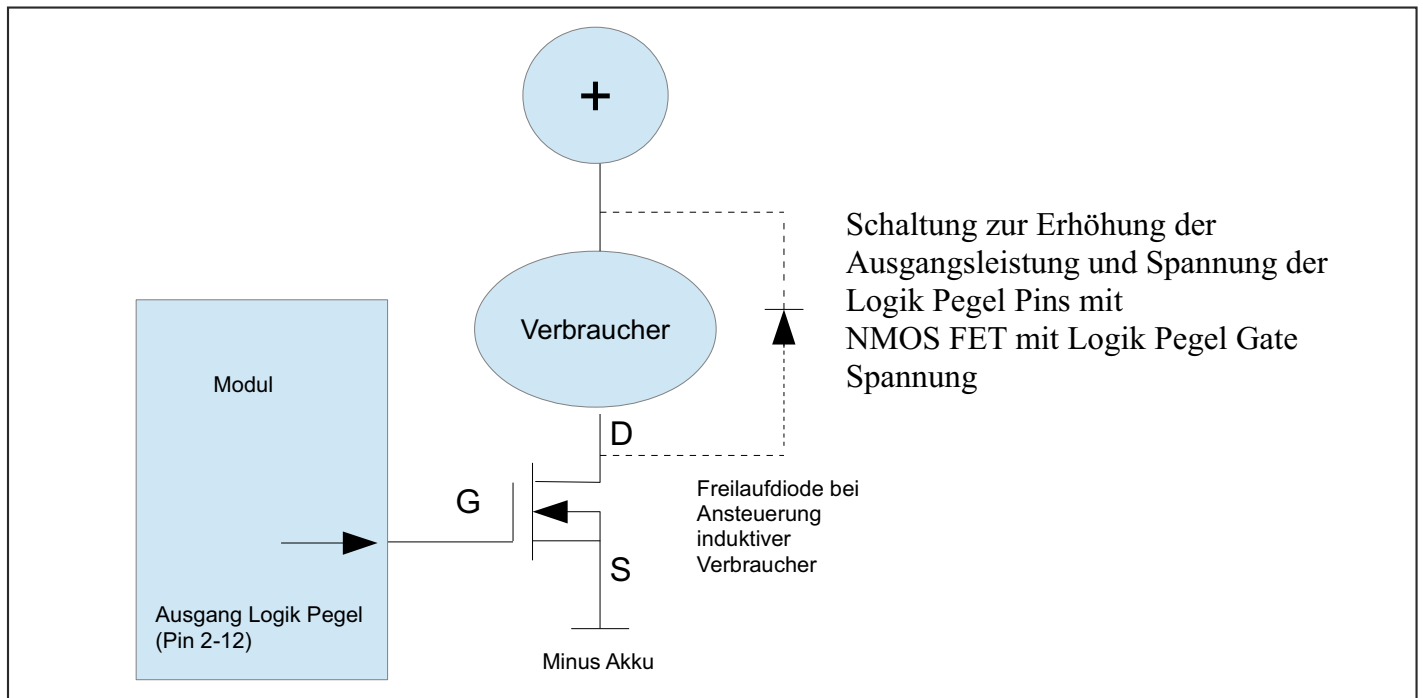 +
Schaltung zur Erhöhung der
Ausgangsleistung und Spannung der
Logik Pegel Pins mit
NMOS FET mit Logik Pegel Gate
Spannung
Verbraucher
Modul
D
G
Freilaufdiode bei
Ansteuerung
induktiver
Verbraucher
S
Ausgang Logik Pegel
(Pin 2-12)
Minus Akku